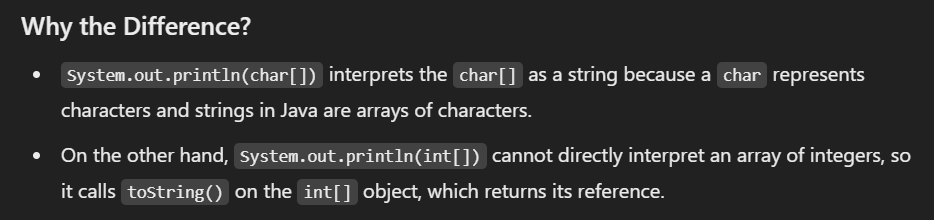 Why the Difference?
System.out.println(char[]) interprets the char[] as a string because a char represents
characters and strings in Java are arrays of characters.
On the other hand, System.out.println(int[]) cannot directly interpret an array of integers, so
it calls toString() on the int[] object, which returns its reference.